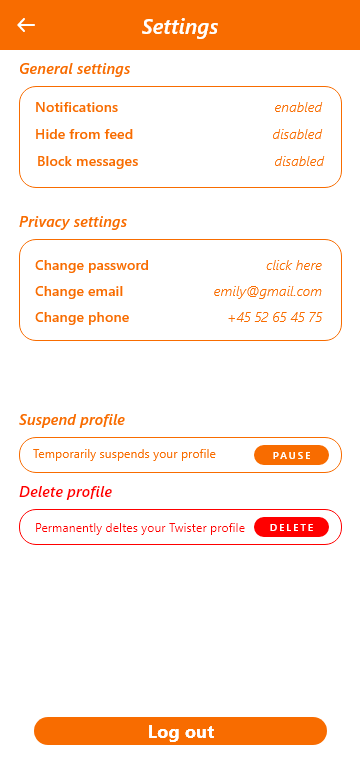 Settings
General settings
Notifications enabled
Hide from feed disabled
Block messages disabled
Privacy settings
Change password click here
Change email emily@gmail.com
Change phone +45 52 65 45 75
Suspend profile
Temporarily suspends your profile PAUSE
Delete profile
Permanently deltes your Twister profile DELETE
Log out